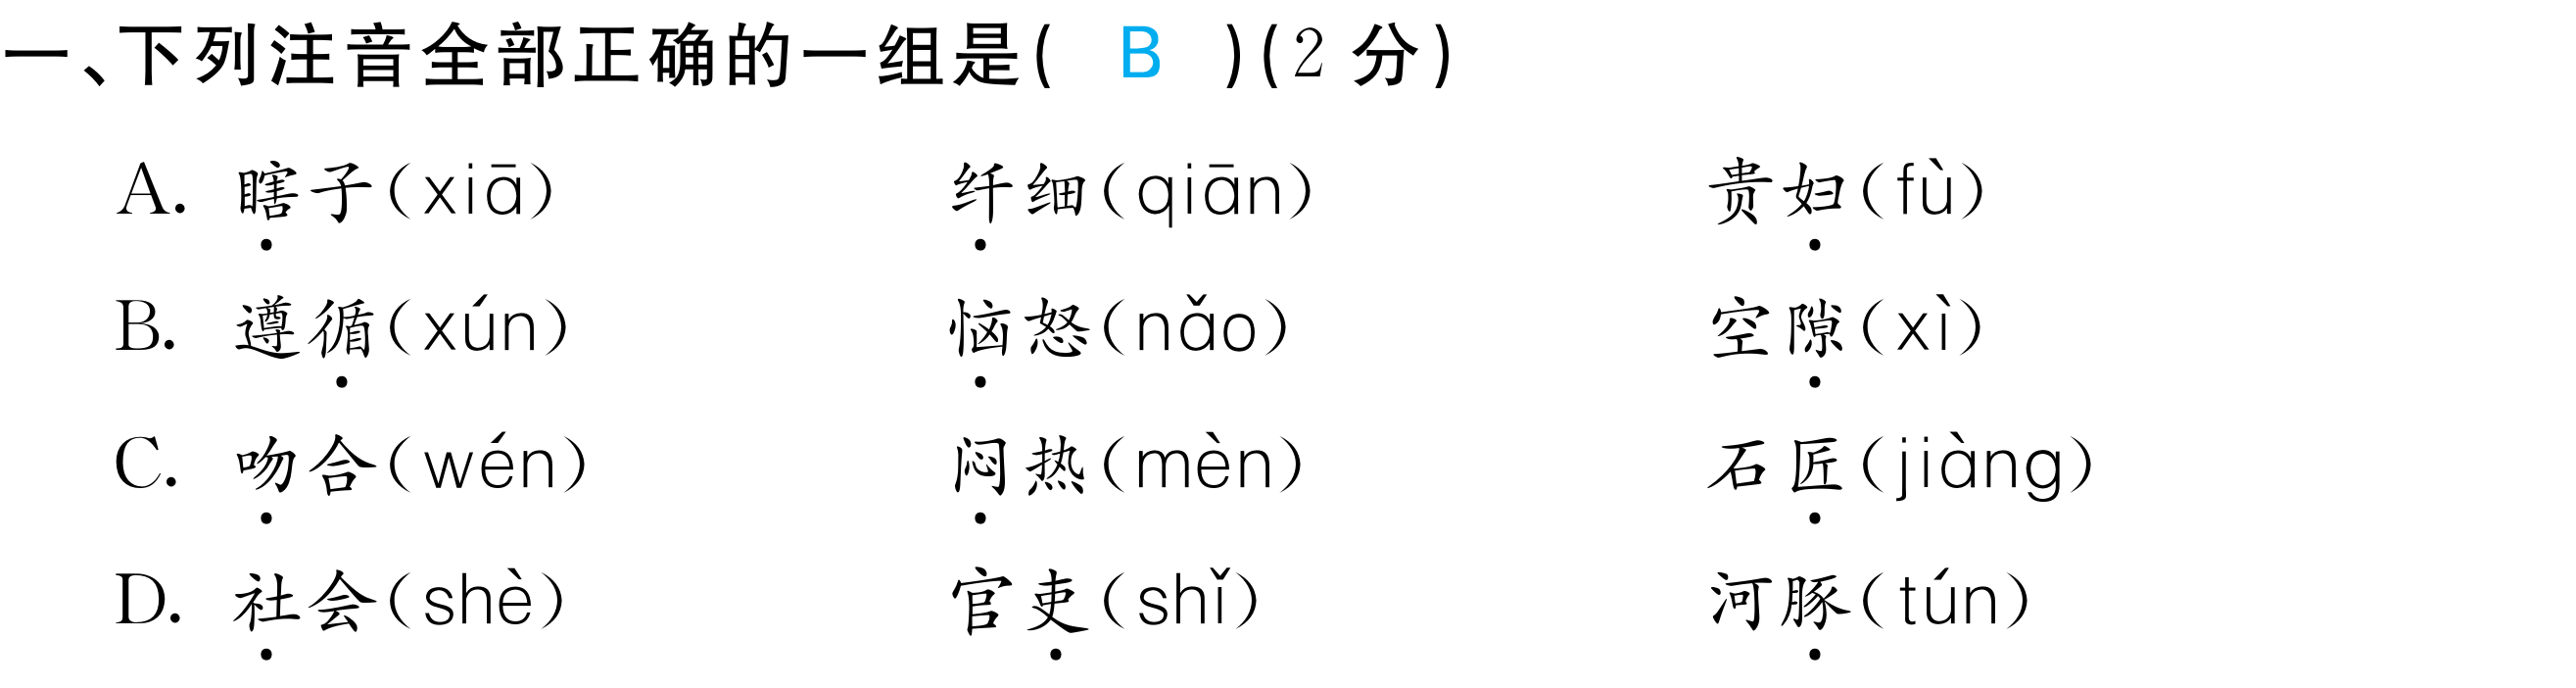 一、下列注音全部正确的一组是( B )(2 分)
A. 瞎子(xiā) 纤细(qiān) 贵妇(fù)
B. 遵循(xún) 恼怒(nǎo) 空隙(xì)
C. 吻合(wén) 闷热(mèn) 石匠(jiàng)
D. 社会(shè) 官吏(shǐ) 河豚(tún)